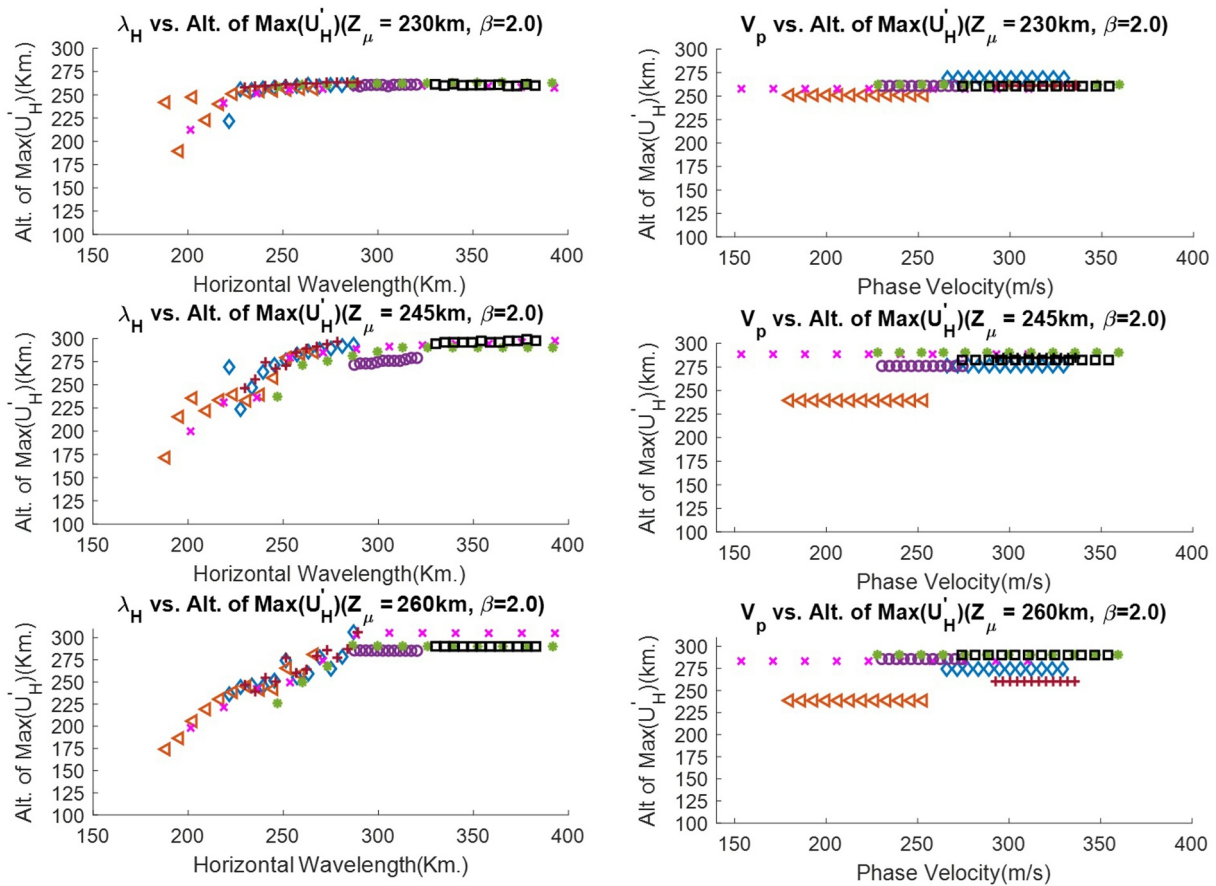 λH vs. Alt. of Max(U'H)(Zμ = 230km, β=2.0)
Alt. of Max(U'H)(Km.)
300
275
250
225
200
175
150
125
100
150 200 250 300 350 400
Horizontal Wavelength(Km.)
Vp vs. Alt. of Max(U'H)(Zμ = 230km, β=2.0)
Alt of Max(U'H)(km.)
300
275
250
225
200
175
150
125
100
150 200 250 300 350 400
Phase Velocity(m/s)
λH vs. Alt. of Max(U'H)(Zμ = 245km, β=2.0)
Alt. of Max(U'H)(Km.)
300
275
250
225
200
175
150
125
100
150 200 250 300 350 400
Horizontal Wavelength(Km.)
Vp vs. Alt. of Max(U'H)(Zμ = 245km, β=2.0)
Alt of Max(U'H)(km.)
300
275
250
225
200
175
150
125
100
150 200 250 300 350 400
Phase Velocity(m/s)
λH vs. Alt. of Max(U'H)(Zμ = 260km, β=2.0)
Alt. of Max(U'H)(Km.)
300
275
250
225
200
175
150
125
100
150 200 250 300 350 400
Horizontal Wavelength(Km.)
Vp vs. Alt. of Max(U'H)(Zμ = 260km, β=2.0)
Alt of Max(U'H)(km.)
300
275
250
225
200
175
150
125
100
150 200 250 300 350 400
Phase Velocity(m/s)